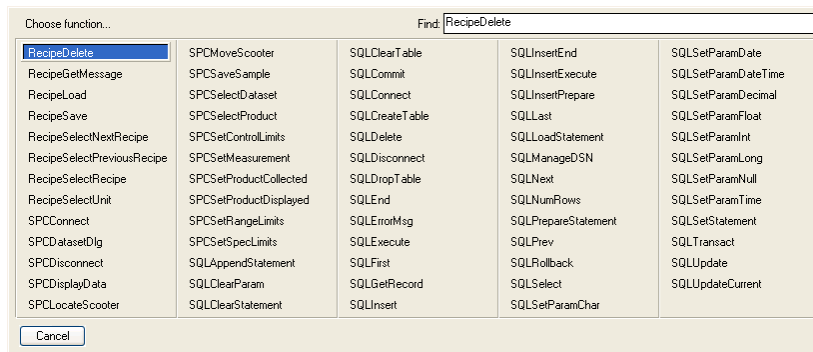 Choose function...
Find: RecipeDelete
RecipeDelete
RecipeGetMessage
RecipeLoad
RecipeSave
RecipeSelectNextRecipe
RecipeSelectPreviousRecipe
RecipeSelectRecipe
RecipeSelectUnit
SPCConnect
SPCDatasetDlg
SPCDisconnect
SPCDisplayData
SPCLocateScooter
SPCMoveScooter
SPCSaveSample
SPCSelectDataset
SPCSelectProduct
SPCSetControlLimits
SPCSetMeasurement
SPCSetProductCollected
SPCSetProductDisplayed
SPCSetRangeLimits
SPCSetSpecLimits
SQLAppendStatement
SQLClearParam
SQLClearStatement
SQLClearTable
SQLCommit
SQLConnect
SQLCreateTable
SQLDelete
SQLDisconnect
SQLDropTable
SQLEnd
SQLErrorMsg
SQLExecute
SQLFirst
SQLGetRecord
SQLInsert
SQLInsertEnd
SQLInsertExecute
SQLInsertPrepare
SQLLast
SQLLoadStatement
SQLManageDSN
SQLNext
SQLNumRows
SQLPrepareStatement
SQLPrev
SQLRollback
SQLSelect
SQLSetParamChar
SQLSetParamDate
SQLSetParamDateTime
SQLSetParamDecimal
SQLSetParamFloat
SQLSetParamInt
SQLSetParamLong
SQLSetParamNull
SQLSetParamTime
SQLSetStatement
SQLTransact
SQLUpdate
SQLUpdateCurrent
Cancel